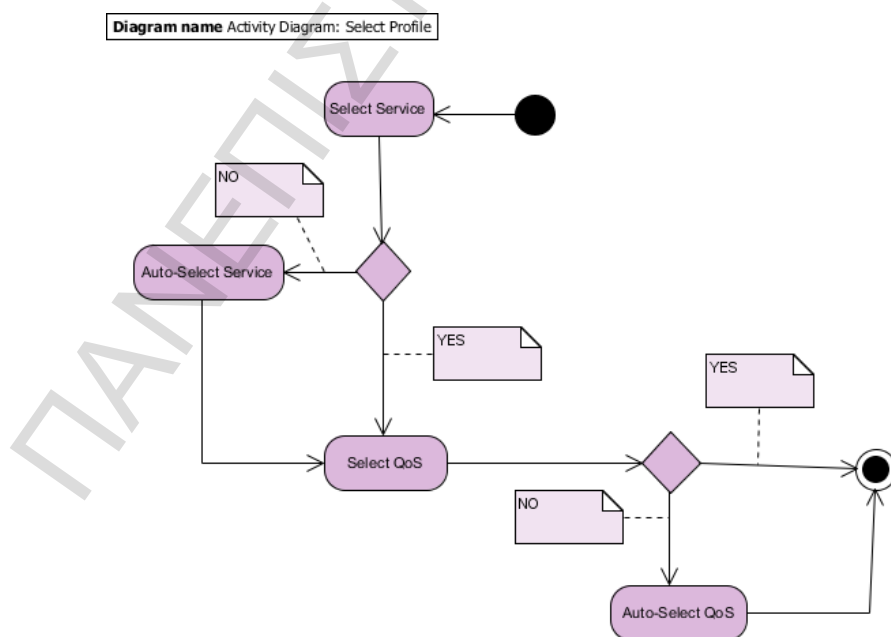 Diagram name Activity Diagram: Select Profile
Select Service
NO
Auto-Select Service
YES
YES
Select QoS
NO
Auto-Select QoS
ΠΑΝΕΠΙΣ